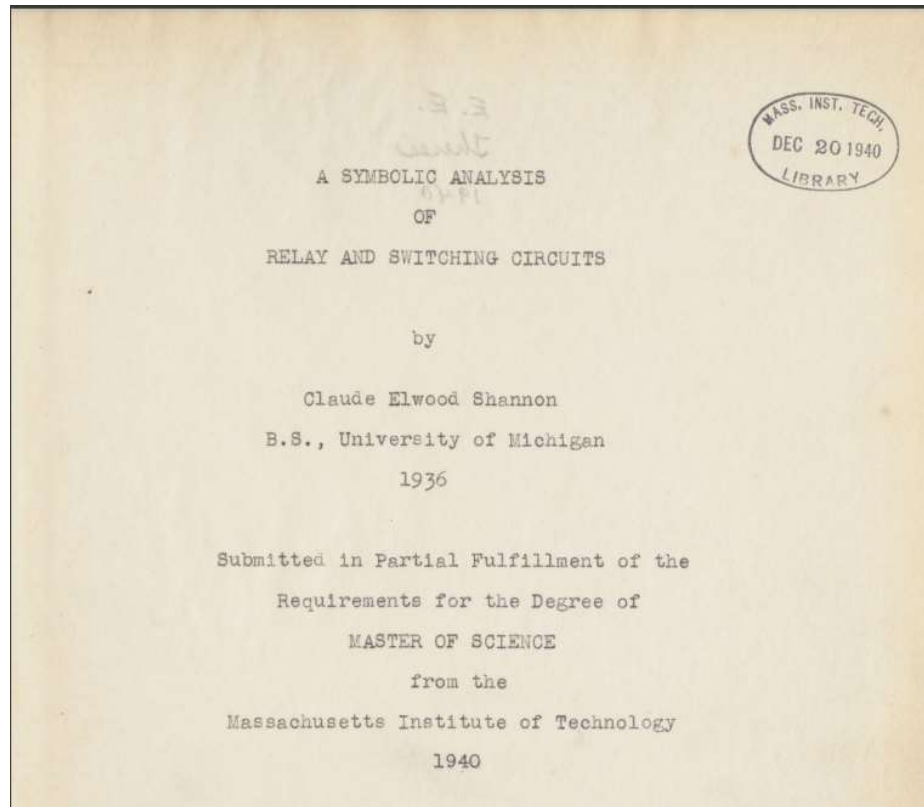 MASS. INST. TECH.
DEC 20 1940
LIBRARY
E. E.
Thesis
1940
A SYMBOLIC ANALYSIS
OF
RELAY AND SWITCHING CIRCUITS
by
Claude Elwood Shannon
B.S., University of Michigan
1936
Submitted in Partial Fulfillment of the
Requirements for the Degree of
MASTER OF SCIENCE
from the
Massachusetts Institute of Technology
1940